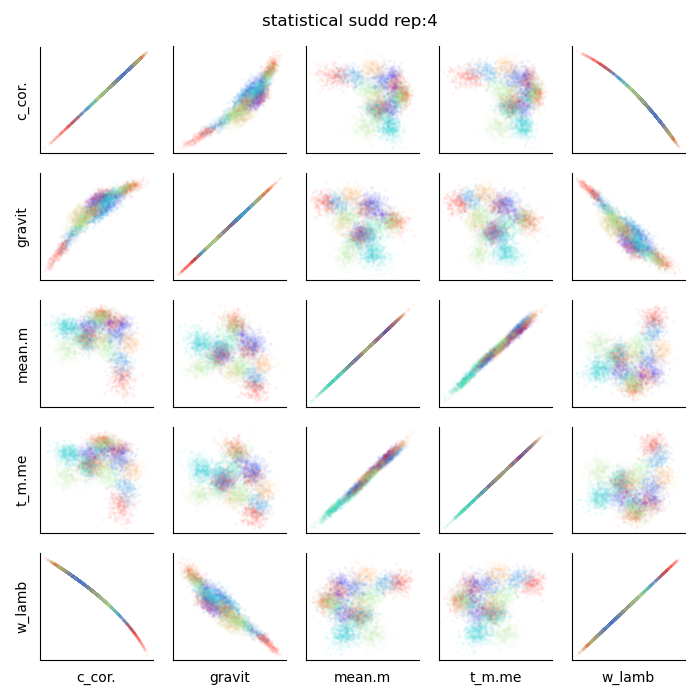 statistical sudd rep:4
c_cor.
gravit
mean.m
t_m.me
w_lamb
c_cor.
gravit
mean.m
t_m.me
w_lamb